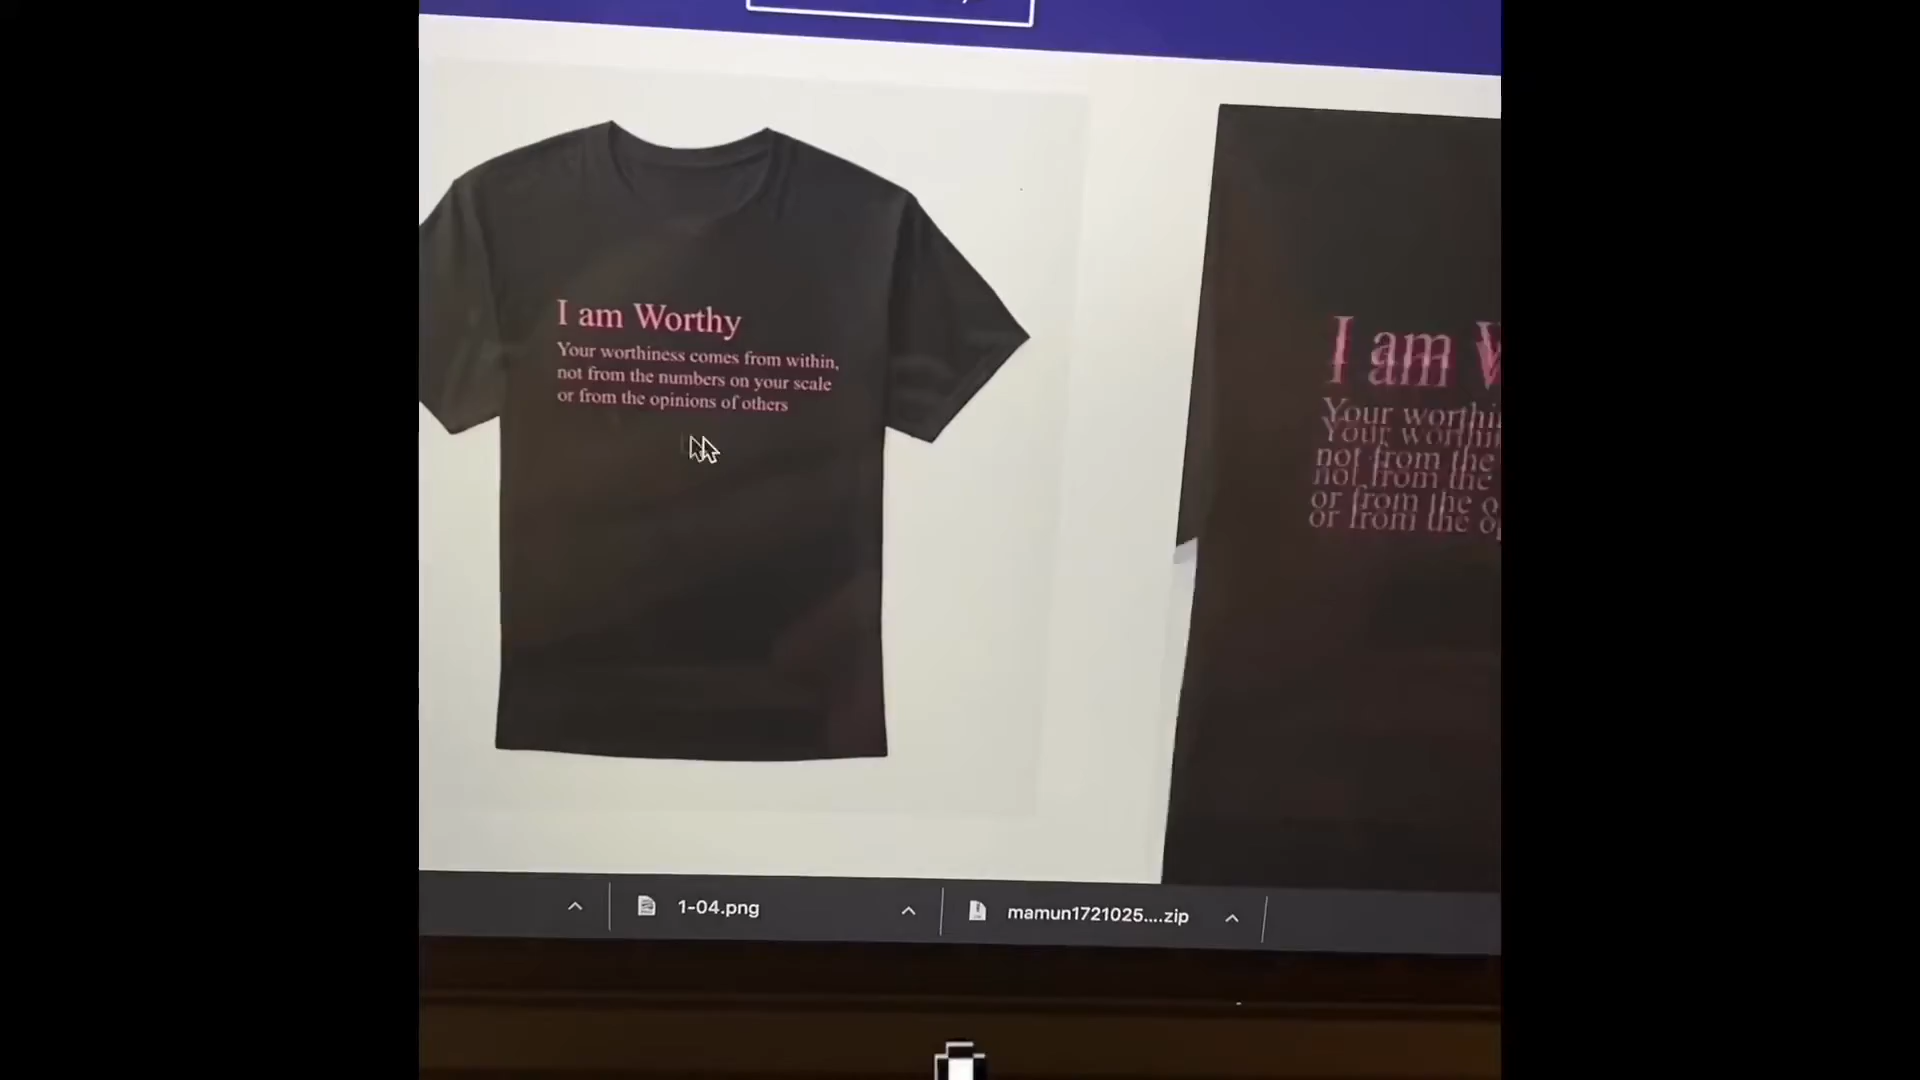 I am Worthy
Your worthiness comes from within,
not from the numbers on your scale
or from the opinions of others
I am
Your
not from the
or from the
1-04.png
mamun1721025....zip